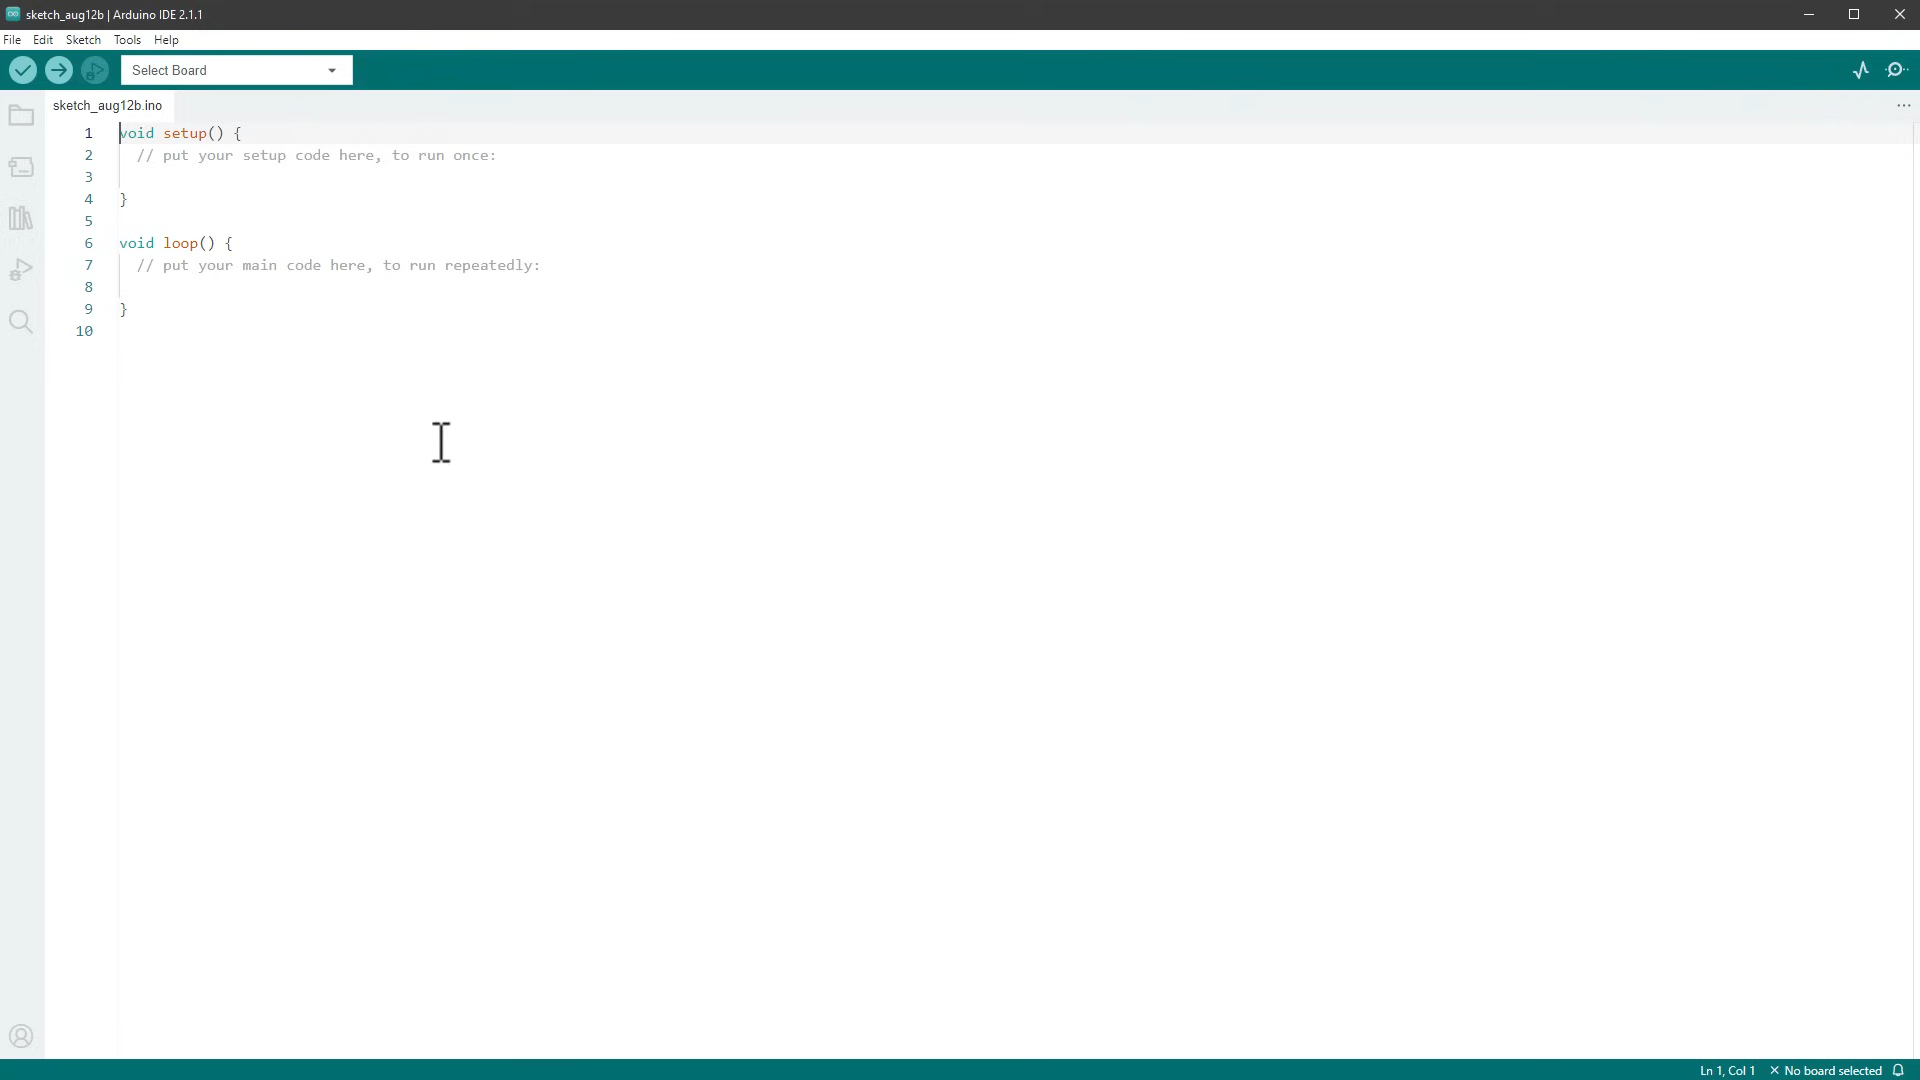 sketch_aug12b | Arduino IDE 2.1.1
File Edit Sketch Tools Help
Select Board
sketch_aug12b.ino
1 void setup() {
2   // put your setup code here, to run once:
3
4 }
5
6 void loop() {
7   // put your main code here, to run repeatedly:
8
9 }
10
Ln 1, Col 1 × No board selected